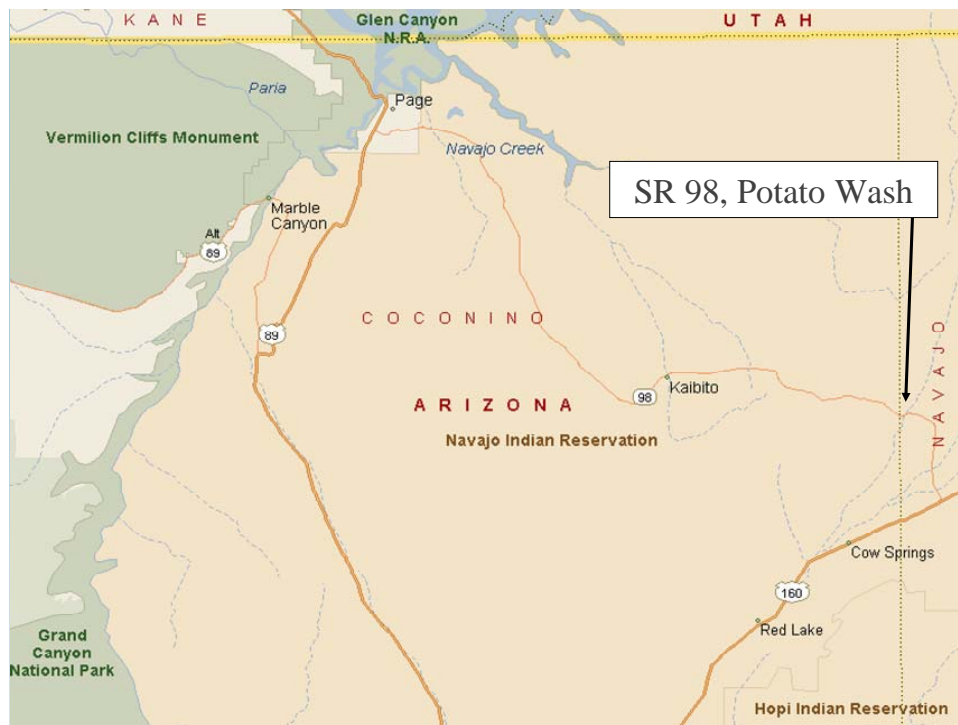 KANE
Glen Canyon
N.R.A.
UTAH
Paria
Page
Vermilion Cliffs Monument
Navajo Creek
SR 98, Potato Wash
Marble
Canyon
Alt
89
89
COCONINO
NAVAJO
Kaibito
98
ARIZONA
Navajo Indian Reservation
Cow Springs
160
Red Lake
Grand
Canyon
National Park
Hopi Indian Reservation